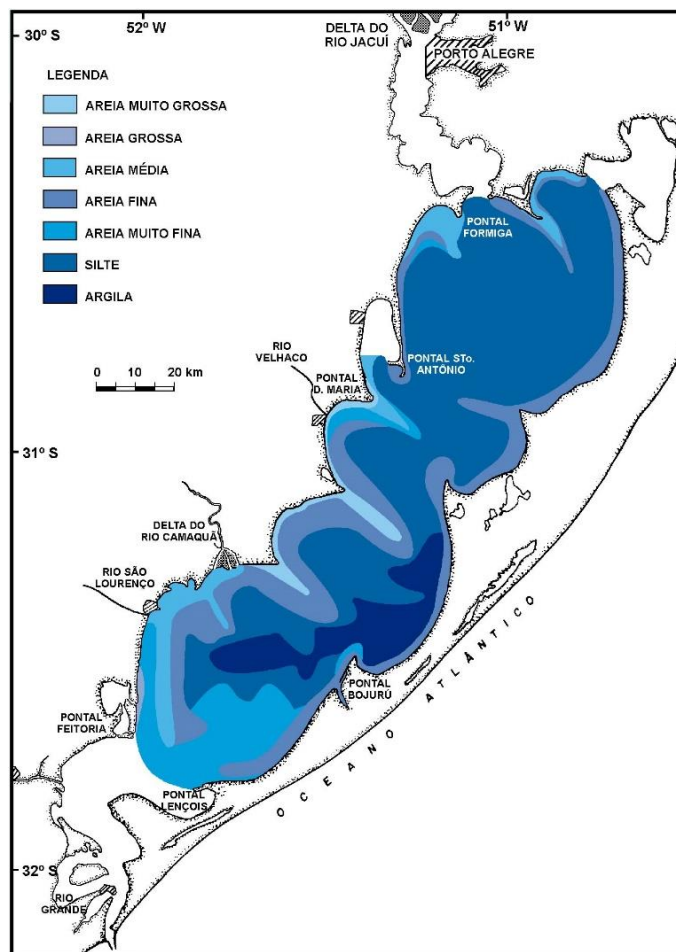 52° W
51° W
30° S
DELTA DO
RIO JACUÍ
PORTO ALEGRE
LEGENDA
AREIA MUITO GROSSA
AREIA GROSSA
AREIA MÉDIA
AREIA FINA
AREIA MUITO FINA
SILTE
ARGILA
PONTAL
FORMIGA
RIO
VELHACO
PONTAL STo.
ANTÔNIO
0 10 20 km
PONTAL
D. MARIA
31° S
DELTA DO
RIO CAMAQUÃ
RIO SÃO
LOURENÇO
PONTAL
BOJURÚ
PONTAL
FEITORIA
PONTAL
LENÇOIS
OCEANO ATLÂNTICO
32° S
RIO
GRANDE